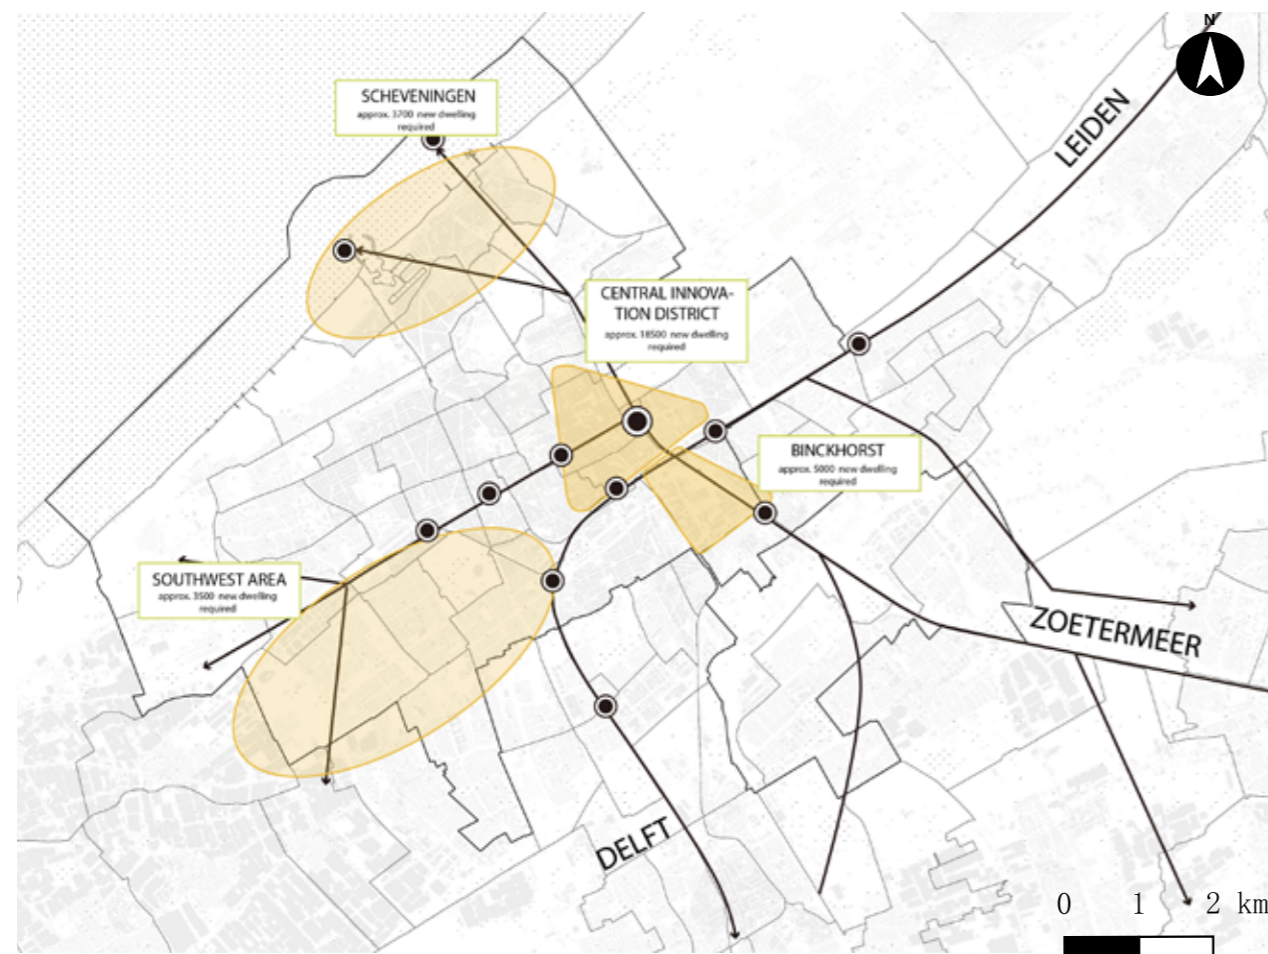 N
SCHEVENINGEN
approx. 3700 new dwelling
required
LEIDEN
CENTRAL INNOVA-
TION DISTRICT
approx. 18500 new dwelling
required
BINCKHORST
approx. 5000 new dwelling
required
SOUTHWEST AREA
approx. 3500 new dwelling
required
ZOETERMEER
DELFT
0 1 2 km